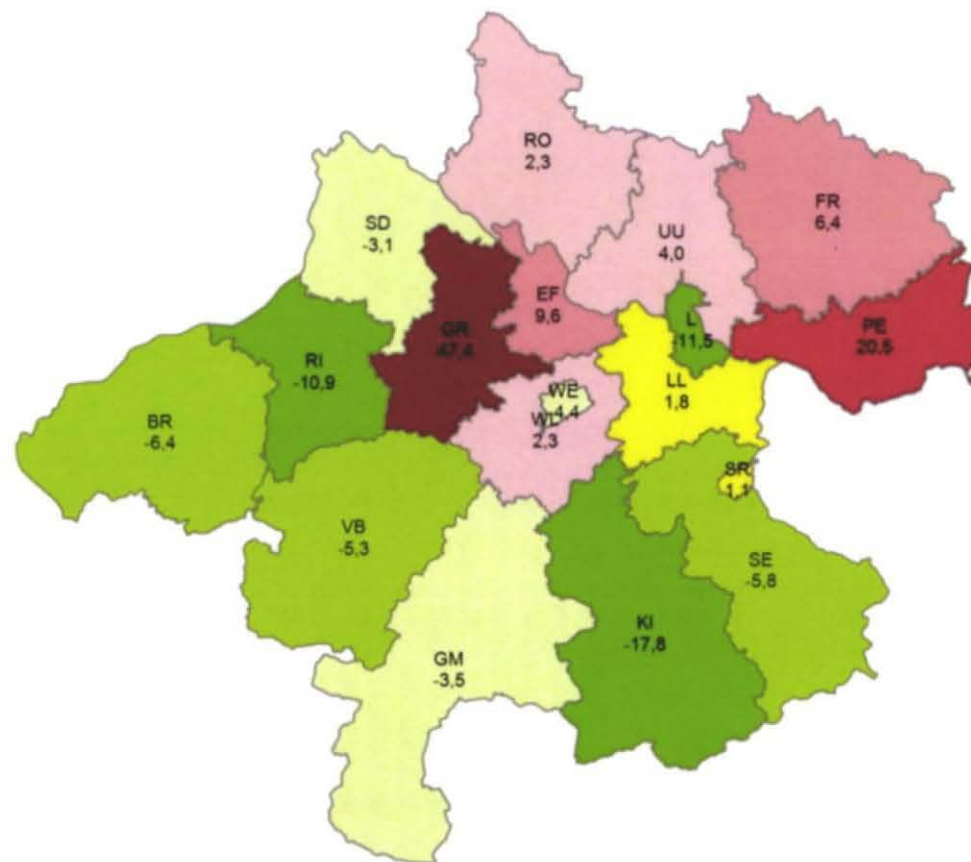 RO
2,3
FR
6,4
SD
-3,1
UU
4,0
EF
9,6
L
-11,5
PE
20,5
GR
47,4
RI
-10,9
LL
1,8
WE
-4,4
WL
2,3
BR
-6,4
SR
1,1
VB
-5,3
SE
-5,8
KI
-17,8
GM
-3,5